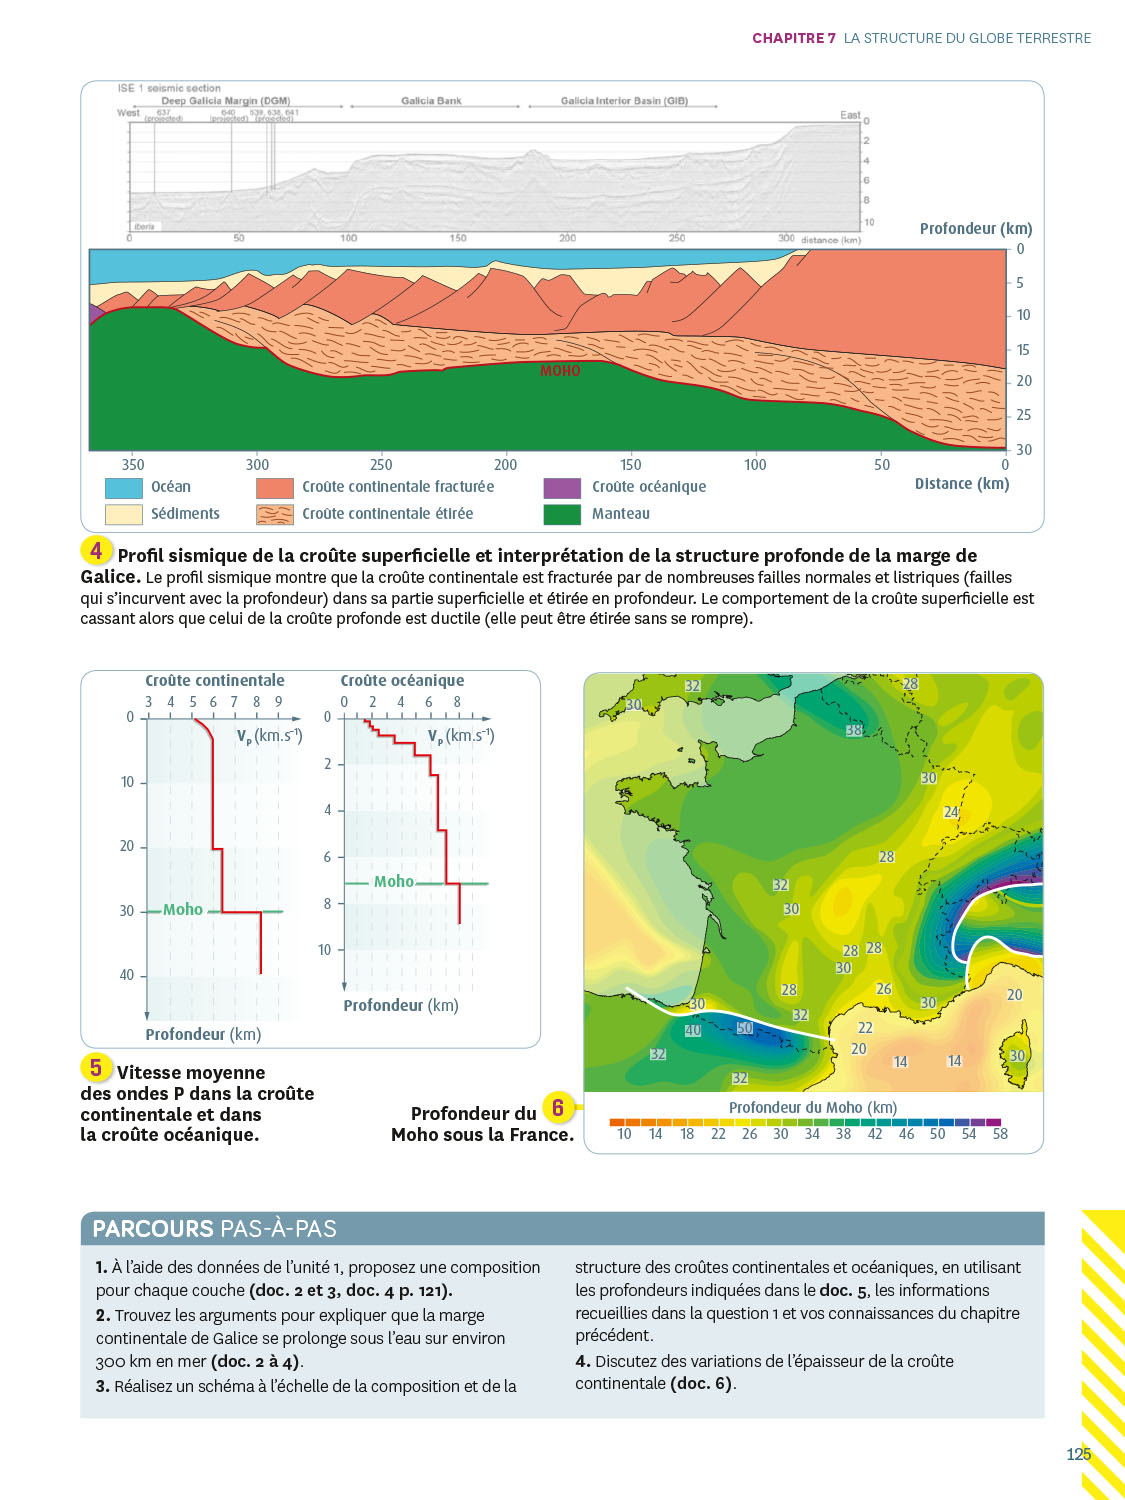 CHAPITRE 7 LA STRUCTURE DU GLOBE TERRESTRE
ISE 1 seismic section
Deep Galicia Margin (DGM) Galicia Bank Galicia Interior Basin (GIB)
West 637 (projected) 640 (projected) 639, 638, 641 (projected) East
0
2
4
6
8
10
Iberia
0 50 100 150 200 250 300 distance (km)
Profondeur (km)
0
5
10
15
20
25
30
MOHO
350 300 250 200 150 100 50 0
Distance (km)
Océan Croûte continentale fracturée Croûte océanique
Sédiments Croûte continentale étirée Manteau
4 Profil sismique de la croûte superficielle et interprétation de la structure profonde de la marge de
Galice. Le profil sismique montre que la croûte continentale est fracturée par de nombreuses failles normales et listriques (failles
qui s'incurvent avec la profondeur) dans sa partie superficielle et étirée en profondeur. Le comportement de la croûte superficielle est
cassant alors que celui de la croûte profonde est ductile (elle peut être étirée sans se rompre).
Croûte continentale
3 4 5 6 7 8 9
0
Vp (km.s-1)
10
20
30
Moho
40
Profondeur (km)
Croûte océanique
0 2 4 6 8
0
Vp (km.s-1)
2
4
6
Moho
8
10
Profondeur (km)
5 Vitesse moyenne
des ondes P dans la croûte
continentale et dans
la croûte océanique.
32
28
30
38
30
24
28
32
30
28 28
30
28
26
30
20
30
32
40
50
22
32
20
14
14
30
32
Profondeur du Moho (km)
10 14 18 22 26 30 34 38 42 46 50 54 58
Profondeur du 6
Moho sous la France.
PARCOURS PAS-À-PAS
1. À l'aide des données de l'unité 1, proposez une composition
pour chaque couche (doc. 2 et 3, doc. 4 p. 121).
2. Trouvez les arguments pour expliquer que la marge
continentale de Galice se prolonge sous l'eau sur environ
300 km en mer (doc. 2 à 4).
3. Réalisez un schéma à l'échelle de la composition et de la
structure des croûtes continentales et océaniques, en utilisant
les profondeurs indiquées dans le doc. 5, les informations
recueillies dans la question 1 et vos connaissances du chapitre
précédent.
4. Discutez des variations de l'épaisseur de la croûte
continentale (doc. 6).
125